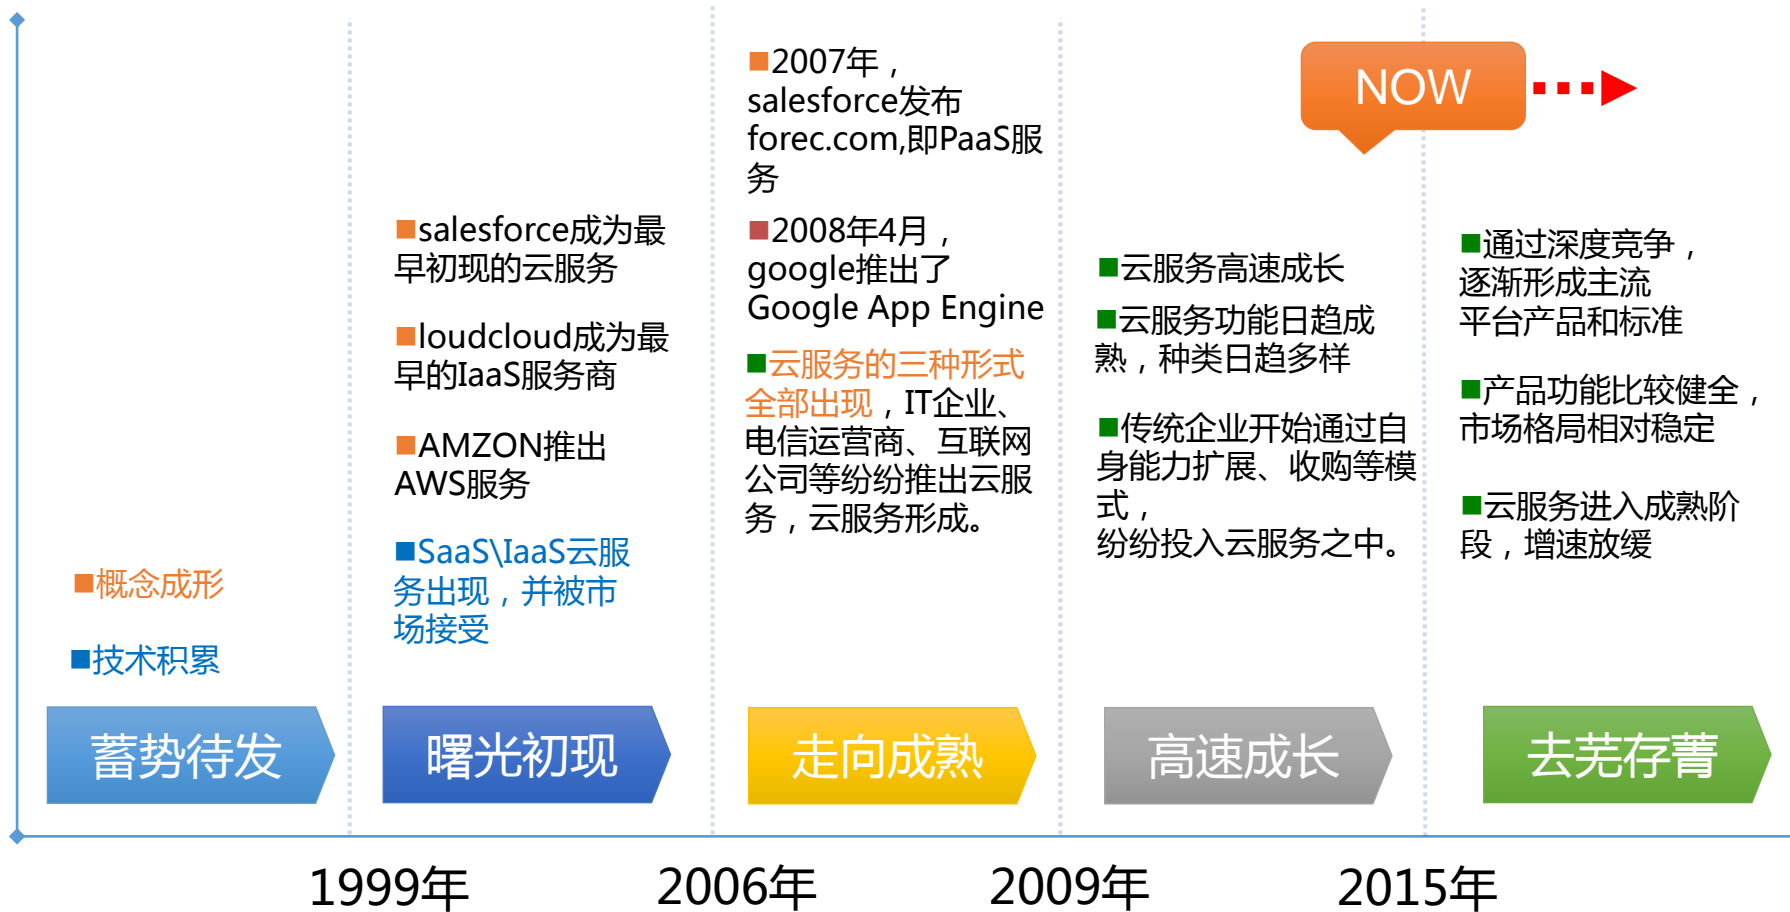 ■概念成形
■技术积累
蓄势待发
■salesforce成为最
早初现的云服务
■loudcloud成为最
早的IaaS服务商
■AMZON推出
AWS服务
■SaaS\IaaS云服
务出现，并被市
场接受
曙光初现
■2007年，
salesforce发布
forec.com,即PaaS服
务
■2008年4月，
google推出了
Google App Engine
■云服务的三种形式
全部出现，IT企业、
电信运营商、互联网
公司等纷纷推出云服
务，云服务形成。
走向成熟
■云服务高速成长
■云服务功能日趋成
熟，种类日趋多样
■传统企业开始通过自
身能力扩展、收购等模
式，
纷纷投入云服务之中。
高速成长
NOW
■通过深度竞争，
逐渐形成主流
平台产品和标准
■产品功能比较健全，
市场格局相对稳定
■云服务进入成熟阶
段，增速放缓
去芜存菁
1999年
2006年
2009年
2015年